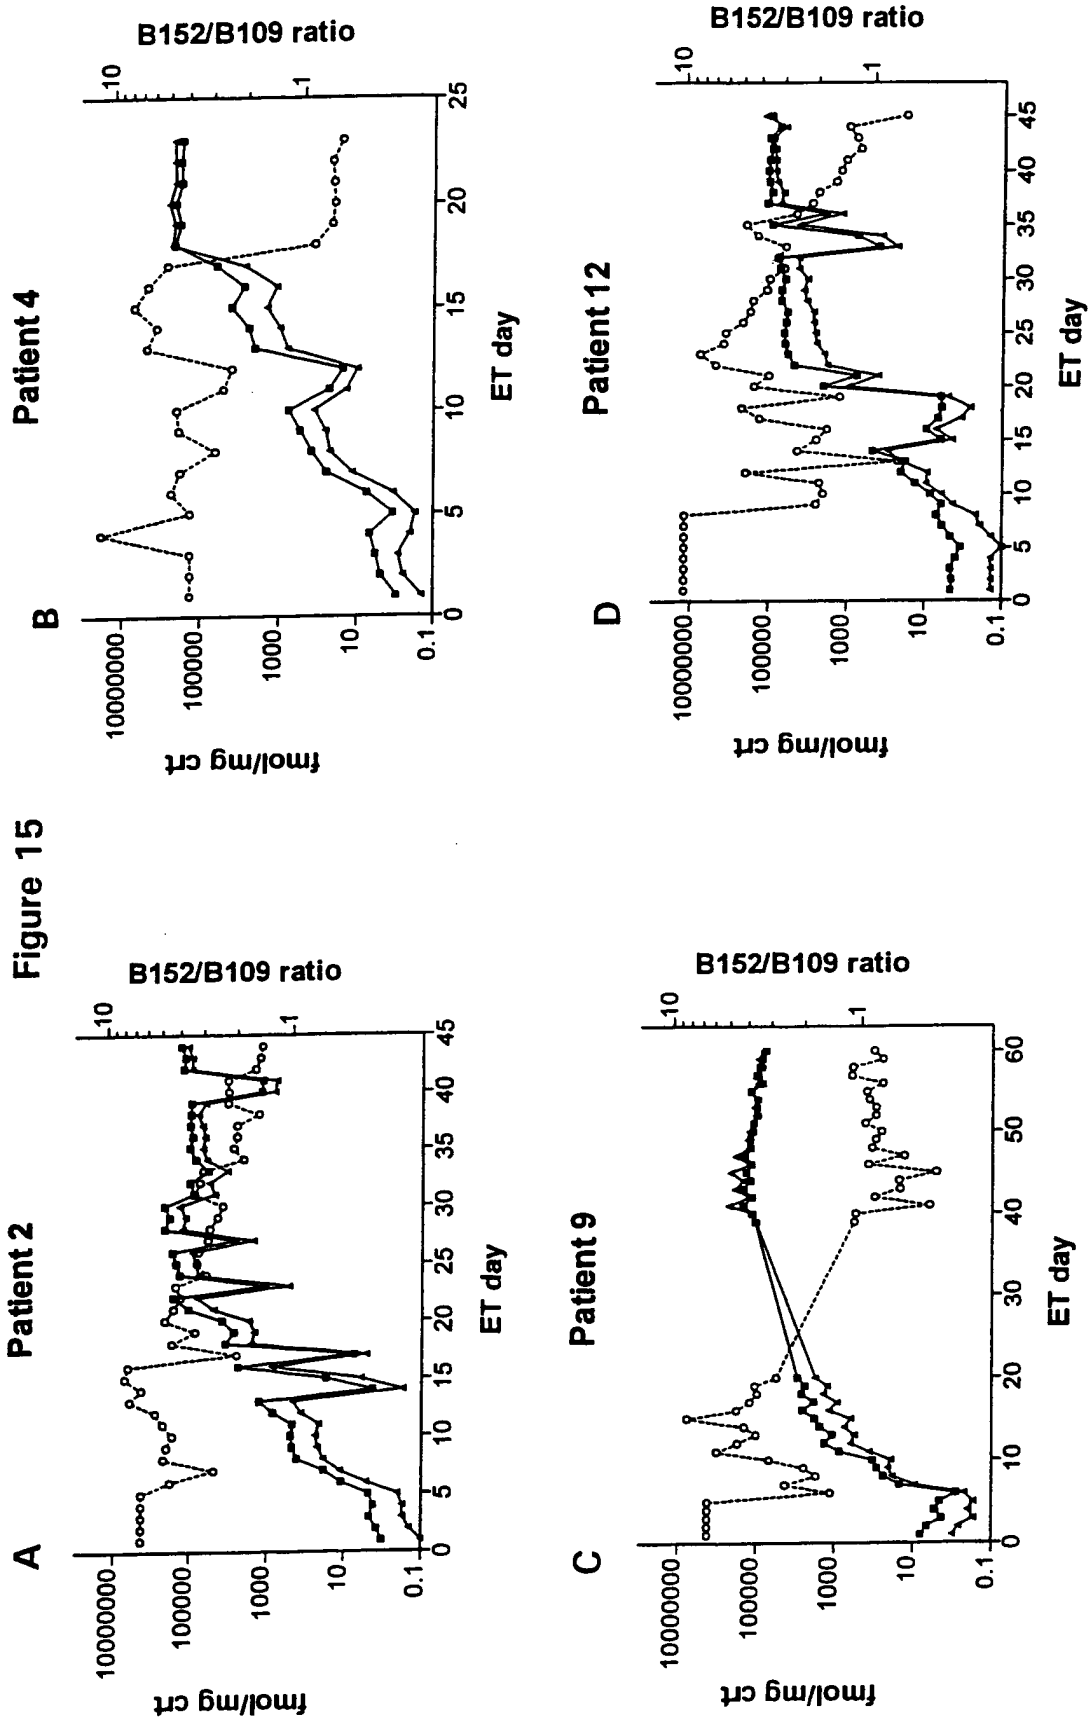 Figure 15
A
Patient 2
fmol/mg crt
10000000
100000
1000
10
0.1
0 5 10 15 20 25 30 35 40 45
ET day
10
1
B152/B109 ratio
B
Patient 4
fmol/mg crt
10000000
100000
1000
10
0.1
0 5 10 15 20 25
ET day
10
1
B152/B109 ratio
C
Patient 9
fmol/mg crt
10000000
100000
1000
10
0.1
0 10 20 30 40 50 60
ET day
10
1
B152/B109 ratio
D
Patient 12
fmol/mg crt
10000000
100000
1000
10
0.1
0 5 10 15 20 25 30 35 40 45
ET day
10
1
B152/B109 ratio